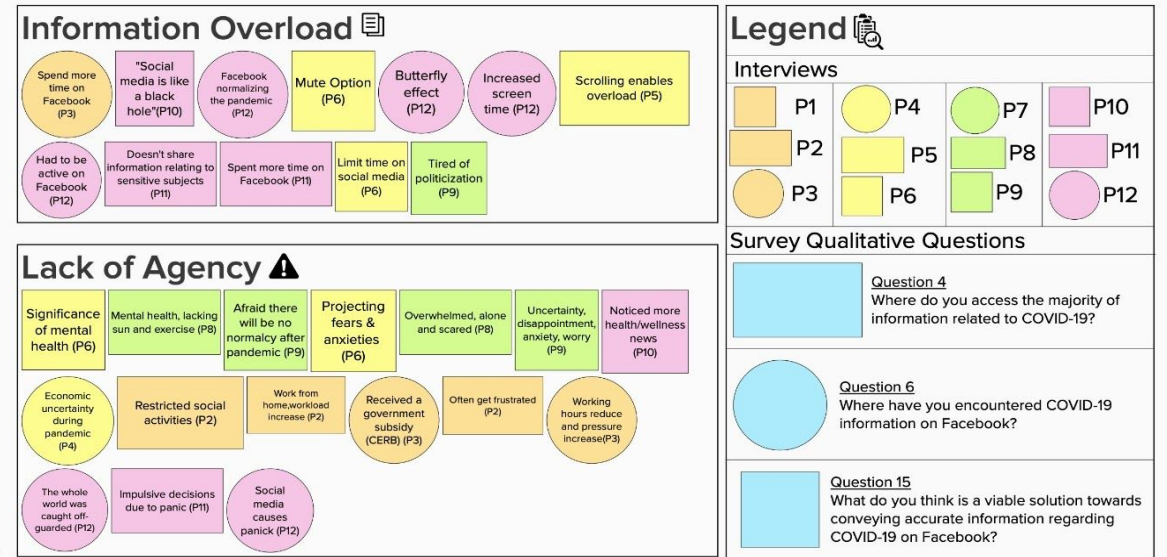 Information Overload
Spend more
time on
Facebook
(P3)
"Social
media is like
a black
hole"(P10)
Facebook
normalizing
the pandemic
(P12)
Mute Option
(P6)
Butterfly
effect
(P12)
Increased
screen
time (P12)
Scrolling enables
overload (P5)
Had to be
active on
Facebook
(P12)
Doesn't share
information relating to
sensitive subjects
(P11)
Spent more time on
Facebook (P11)
Limit time on
social media
(P6)
Tired of
politicization
(P9)
Lack of Agency
Significance
of mental
health (P6)
Mental health, lacking
sun and exercise (P8)
Afraid there
will be no
normalcy after
pandemic (P9)
Projecting
fears &
anxieties
(P6)
Overwhelmed, alone
and scared (P8)
Uncertainty,
disappointment,
anxiety, worry
(P9)
Noticed more
health/wellness
news
(P10)
Economic
uncertainty
during
pandemic
(P4)
Restricted social
activities (P2)
Work from
home,workload
increase (P2)
Received a
government
subsidy
(CERB) (P3)
Often get frustrated
(P2)
Working
hours reduce
and pressure
increase(P3)
The whole
world was
caught off-
guarded (P12)
Impulsive decisions
due to panic (P11)
Social
media
causes
panick (P12)
Legend
Interviews
P1
P4
P7
P10
P2
P5
P8
P11
P3
P6
P9
P12
Survey Qualitative Questions
Question 4
Where do you access the majority of
information related to COVID-19?
Question 6
Where have you encountered COVID-19
information on Facebook?
Question 15
What do you think is a viable solution towards
conveying accurate information regarding
COVID-19 on Facebook?